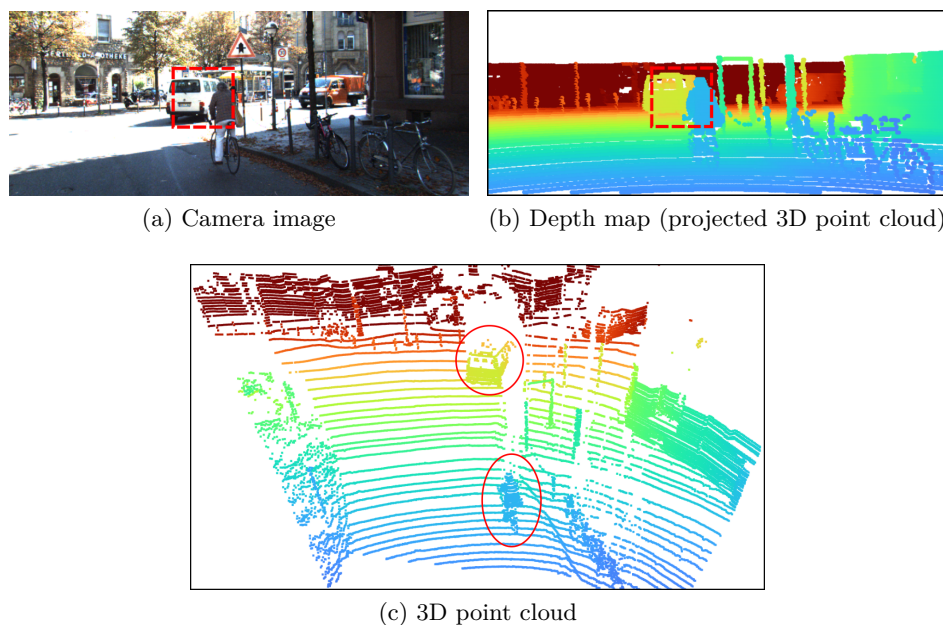 (a) Camera image
(b) Depth map (projected 3D point cloud)
(c) 3D point cloud